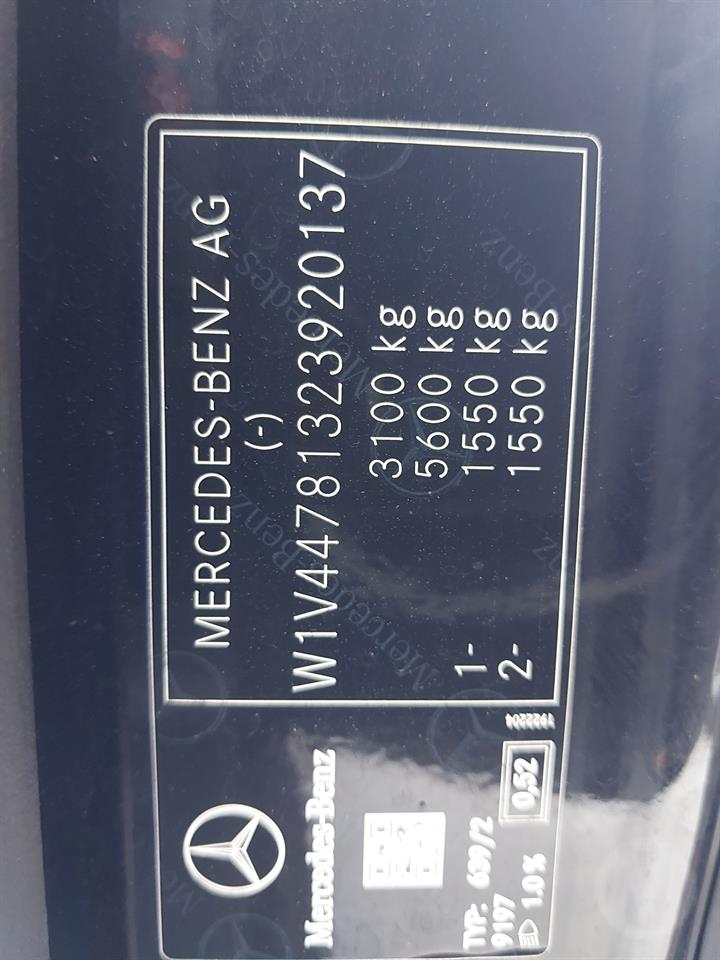 MERCEDES-BENZ AG
(-)
W1V44781323920137
3100 kg
5600 kg
1- 1550 kg
2- 1550 kg
Mercedes-Benz
TYP: 639/2
9197
1.0 %
0,52
1922204